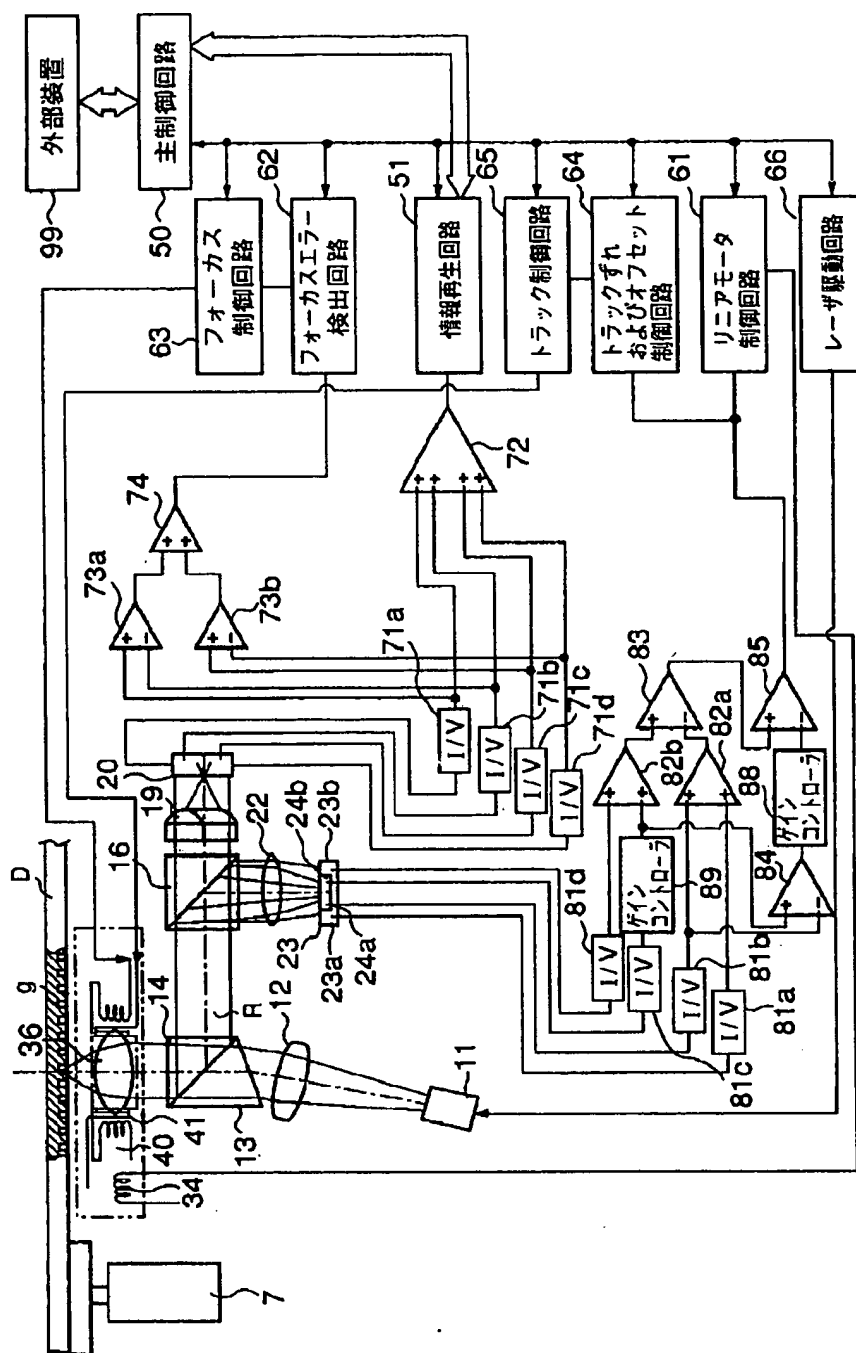 外部装置
99
主制御回路
50
フォーカス
制御回路
63
フォーカスエラー
検出回路
62
情報再生回路
51
トラック制御回路
65
トラックずれ
およびオフセット
制御回路
64
リニアモータ
制御回路
61
レーザ駆動回路
66
72
+
+
+
+
74
+
+
73a
+
-
73b
+
-
71a
I/V
71b
I/V
71c
I/V
71d
I/V
83
+
-
85
+
-
82a
+
+
82b
+
+
88
ゲイン
コントローラ
84
+
-
89
ゲイン
コントローラ
81d
I/V
81c
I/V
81b
I/V
81a
I/V
20
19
16
22
24b
23b
23
23a
24a
D
g
36
14
R
12
13
11
41
40
34
7